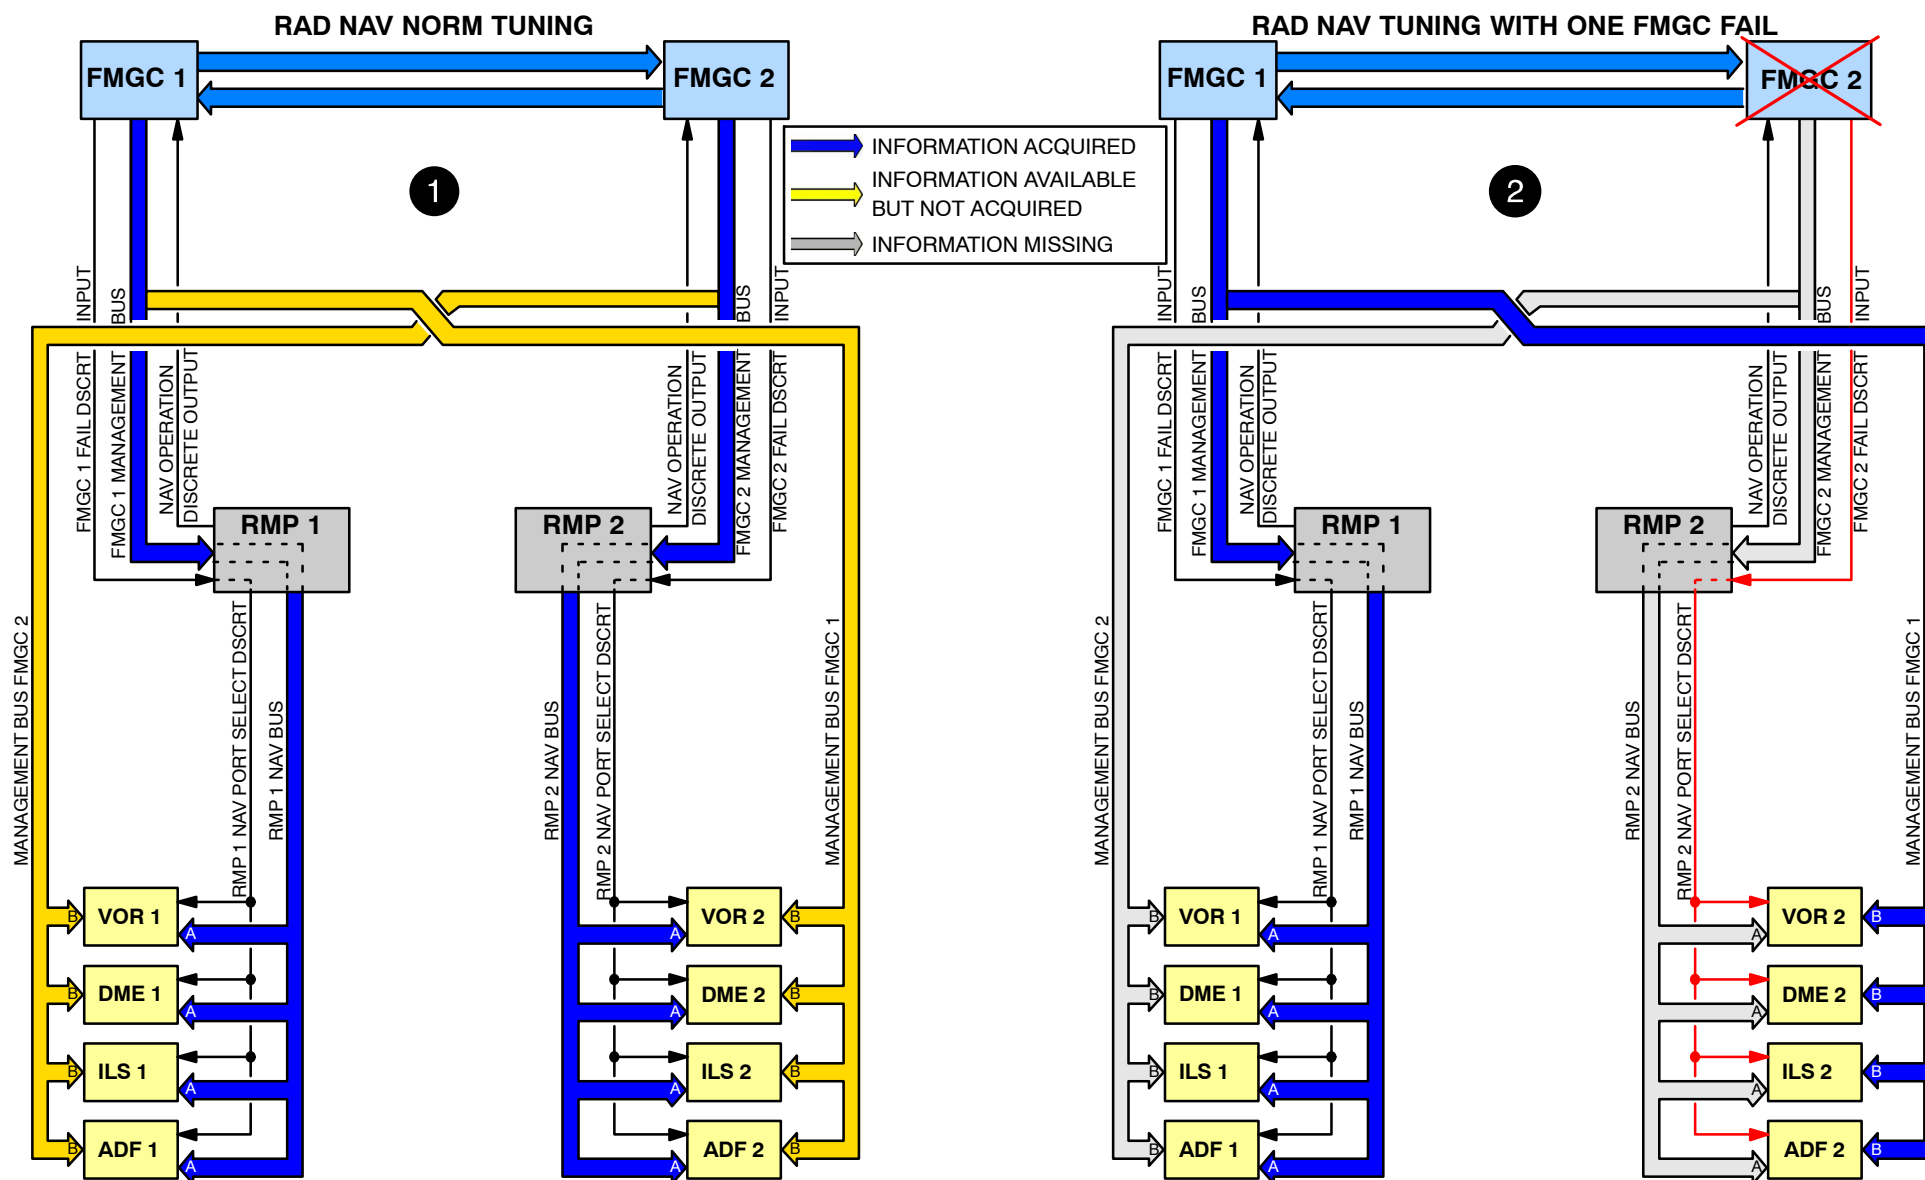 RAD NAV NORM TUNING
FMGC 1
FMGC 2
1
INPUT
BUS
BUS
INPUT
FMGC 1 FAIL DSCRT
FMGC 1 MANAGEMENT
NAV OPERATION
DISCRETE OUTPUT
NAV OPERATION
DISCRETE OUTPUT
FMGC 2 MANAGEMENT
FMGC 2 FAIL DSCRT
RMP 1
RMP 2
MANAGEMENT BUS FMGC 2
RMP 1 NAV PORT SELECT DSCRT
RMP 1 NAV BUS
RMP 2 NAV BUS
RMP 2 NAV PORT SELECT DSCRT
MANAGEMENT BUS FMGC 1
B VOR 1 A
A VOR 2 B
B DME 1 A
A DME 2 B
B ILS 1 A
A ILS 2 B
B ADF 1 A
A ADF 2 B
INFORMATION ACQUIRED
INFORMATION AVAILABLE
BUT NOT ACQUIRED
INFORMATION MISSING
RAD NAV TUNING WITH ONE FMGC FAIL
FMGC 1
FMGC 2
2
INPUT
BUS
BUS
INPUT
FMGC 1 FAIL DSCRT
FMGC 1 MANAGEMENT
NAV OPERATION
DISCRETE OUTPUT
NAV OPERATION
DISCRETE OUTPUT
FMGC 2 MANAGEMENT
FMGC 2 FAIL DSCRT
RMP 1
RMP 2
MANAGEMENT BUS FMGC 2
RMP 1 NAV PORT SELECT DSCRT
RMP 1 NAV BUS
RMP 2 NAV BUS
RMP 2 NAV PORT SELECT DSCRT
MANAGEMENT BUS FMGC 1
B VOR 1 A
A VOR 2 B
B DME 1 A
A DME 2 B
B ILS 1 A
A ILS 2 B
B ADF 1 A
A ADF 2 B